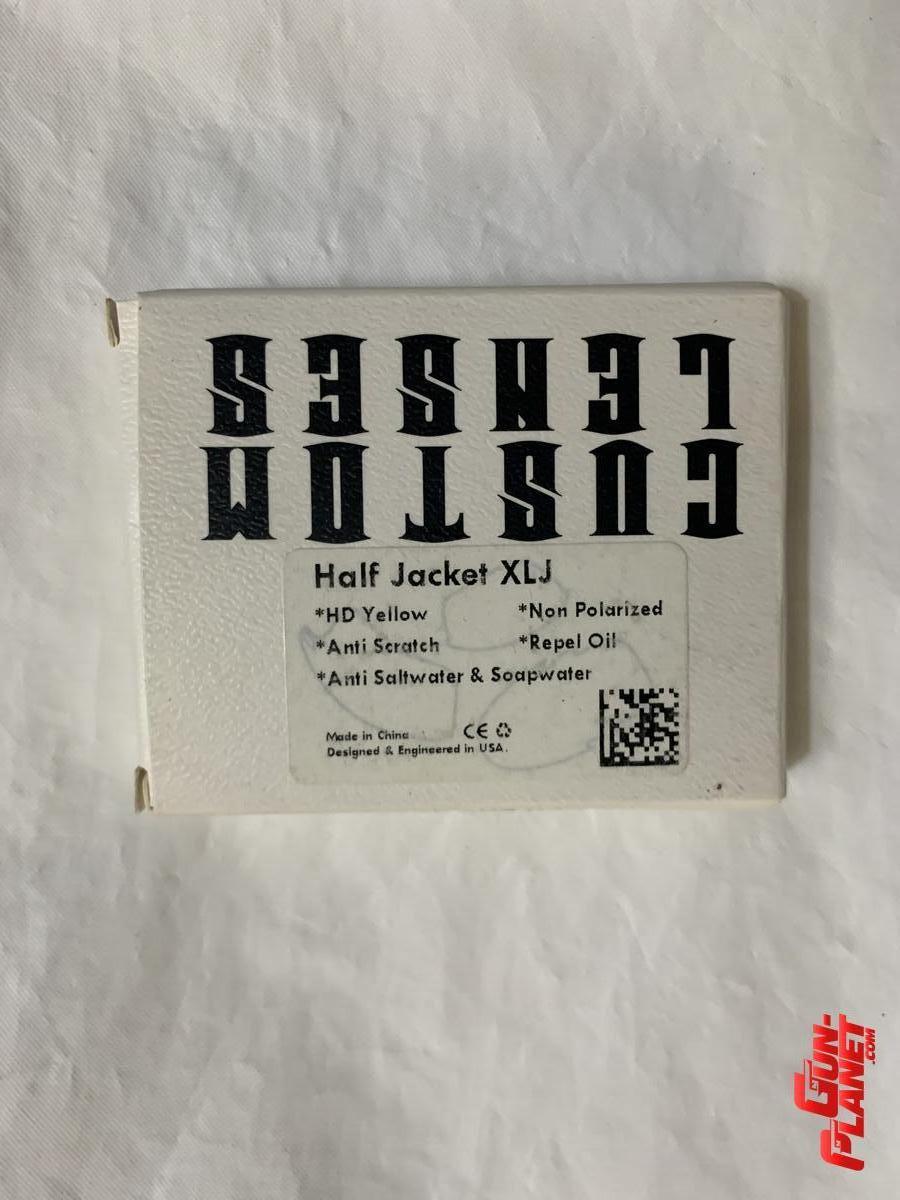 CUSTOM
LENSES
Half Jacket XLJ
*HD Yellow *Non Polarized
*Anti Scratch *Repel Oil
*Anti Saltwater & Soapwater
Made in China CE
Designed & Engineered in USA.
GUN-
PLANET
.COM